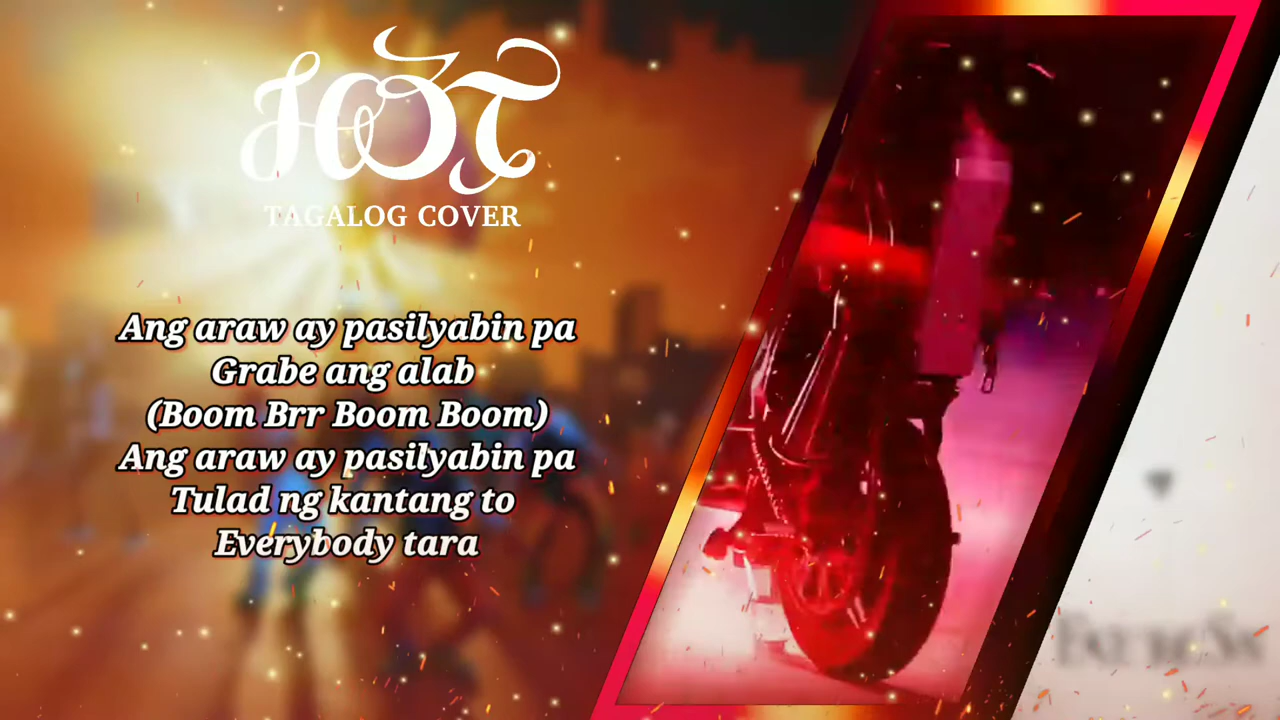 HOT
TAGALOG COVER
Ang araw ay pasilyabin pa
Grabe ang alab
(Boom Brr Boom Boom)
Ang araw ay pasilyabin pa
Tulad ng kantang to
Everybody tara